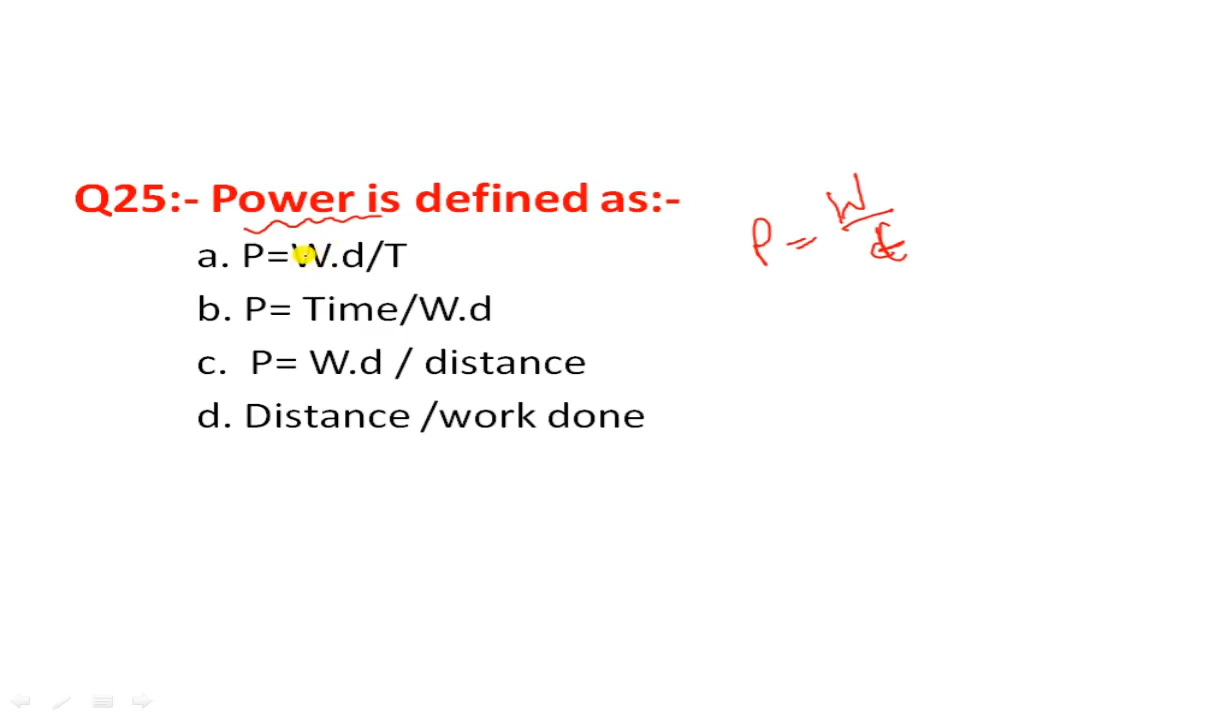 Q25:- Power is defined as:-
a. P=W.d/T
b. P= Time/W.d
c. P= W.d / distance
d. Distance /work done
P = W/t